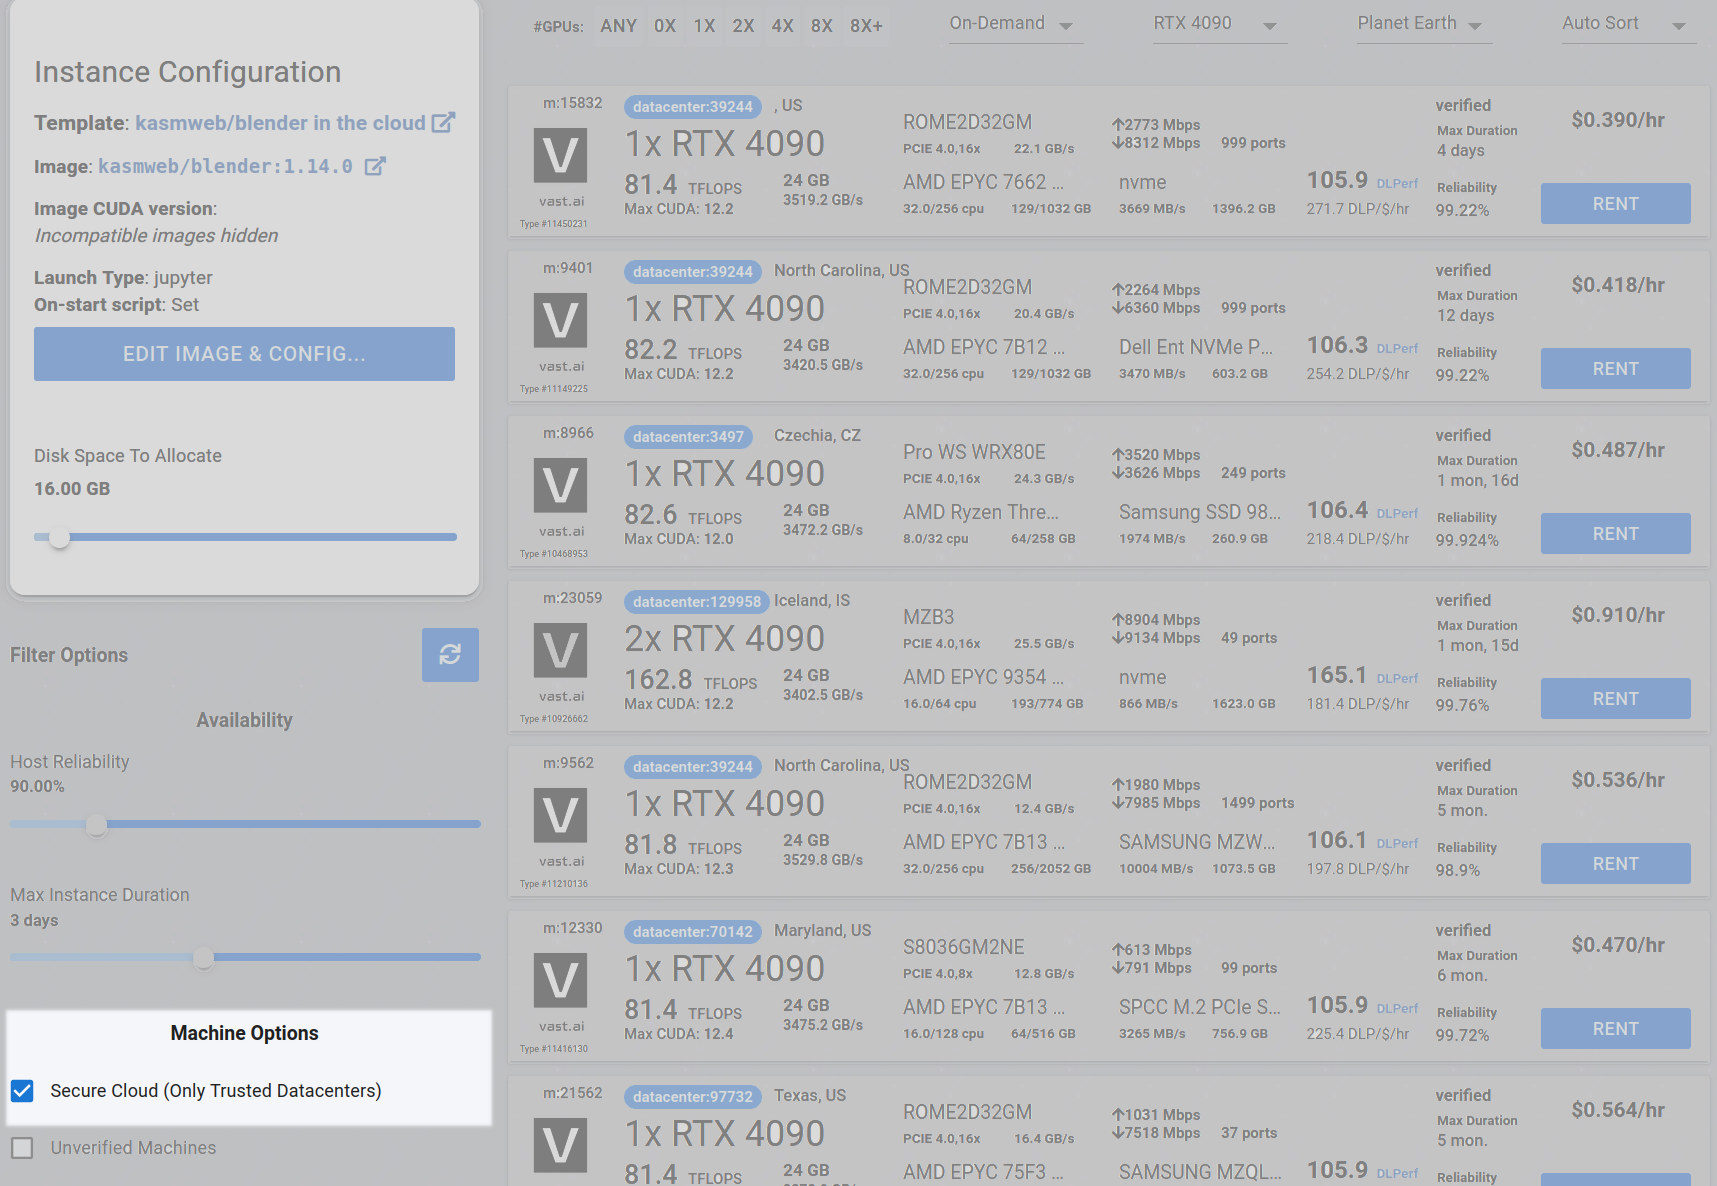 Instance Configuration
Template: kasmweb/blender in the cloud
Image: kasmweb/blender:1.14.0
Image CUDA version:
Incompatible images hidden
Launch Type: jupyter
On-start script: Set
EDIT IMAGE & CONFIG...
Disk Space To Allocate
16.00 GB
Filter Options
Availability
Host Reliability
90.00%
Max Instance Duration
3 days
Machine Options
Secure Cloud (Only Trusted Datacenters)
Unverified Machines
#GPUs: ANY 0X 1X 2X 4X 8X 8X+ On-Demand RTX 4090 Planet Earth Auto Sort
m:15832 datacenter:39244 , US verified
ROME2D32GM ↑2773 Mbps Max Duration $0.390/hr
V 1x RTX 4090 PCIE 4.0,16x 22.1 GB/s ↓8312 Mbps 999 ports 4 days
81.4 TFLOPS 24 GB AMD EPYC 7662 ... nvme 105.9 DLPerf Reliability RENT
vast.ai Max CUDA: 12.2 3519.2 GB/s 32.0/256 cpu 129/1032 GB 3669 MB/s 1396.2 GB 271.7 DLP/$/hr 99.22%
Type #11450231
m:9401 datacenter:39244 North Carolina, US verified
ROME2D32GM ↑2264 Mbps Max Duration $0.418/hr
V 1x RTX 4090 PCIE 4.0,16x 20.4 GB/s ↓6360 Mbps 999 ports 12 days
82.2 TFLOPS 24 GB AMD EPYC 7B12 ... Dell Ent NVMe P... 106.3 DLPerf Reliability RENT
vast.ai Max CUDA: 12.2 3420.5 GB/s 32.0/256 cpu 129/1032 GB 3470 MB/s 603.2 GB 254.2 DLP/$/hr 99.22%
Type #11149225
m:8966 datacenter:3497 Czechia, CZ verified
Pro WS WRX80E ↑3520 Mbps Max Duration $0.487/hr
V 1x RTX 4090 PCIE 4.0,16x 24.3 GB/s ↓3626 Mbps 249 ports 1 mon, 16d
82.6 TFLOPS 24 GB AMD Ryzen Thre... Samsung SSD 98... 106.4 DLPerf Reliability RENT
vast.ai Max CUDA: 12.0 3472.2 GB/s 8.0/32 cpu 64/258 GB 1974 MB/s 260.9 GB 218.4 DLP/$/hr 99.924%
Type #10468953
m:23059 datacenter:129958 Iceland, IS verified
MZB3 ↑8904 Mbps Max Duration $0.910/hr
V 2x RTX 4090 PCIE 4.0,16x 25.5 GB/s ↓9134 Mbps 49 ports 1 mon, 15d
162.8 TFLOPS 24 GB AMD EPYC 9354 ... nvme 165.1 DLPerf Reliability RENT
vast.ai Max CUDA: 12.2 3402.5 GB/s 16.0/64 cpu 193/774 GB 866 MB/s 1623.0 GB 181.4 DLP/$/hr 99.76%
Type #10926662
m:9562 datacenter:39244 North Carolina, US verified
ROME2D32GM ↑1980 Mbps Max Duration $0.536/hr
V 1x RTX 4090 PCIE 4.0,16x 12.4 GB/s ↓7985 Mbps 1499 ports 5 mon.
81.8 TFLOPS 24 GB AMD EPYC 7B13 ... SAMSUNG MZW... 106.1 DLPerf Reliability RENT
vast.ai Max CUDA: 12.3 3529.8 GB/s 32.0/256 cpu 256/2052 GB 10004 MB/s 1073.5 GB 197.8 DLP/$/hr 98.9%
Type #11210136
m:12330 datacenter:70142 Maryland, US verified
S8036GM2NE ↑613 Mbps Max Duration $0.470/hr
V 1x RTX 4090 PCIE 4.0,8x 12.8 GB/s ↓791 Mbps 99 ports 6 mon.
81.4 TFLOPS 24 GB AMD EPYC 7B13 ... SPCC M.2 PCIe S... 105.9 DLPerf Reliability RENT
vast.ai Max CUDA: 12.4 3475.2 GB/s 16.0/128 cpu 64/516 GB 3265 MB/s 756.9 GB 225.4 DLP/$/hr 99.72%
Type #11416130
m:21562 datacenter:97732 Texas, US verified
ROME2D32GM ↑1031 Mbps Max Duration $0.564/hr
V 1x RTX 4090 PCIE 4.0,16x 16.4 GB/s ↓7518 Mbps 37 ports 5 mon.
81.4 TFLOPS 24 GB AMD EPYC 75F3 ... SAMSUNG MZQL... 105.9 DLPerf Reliability